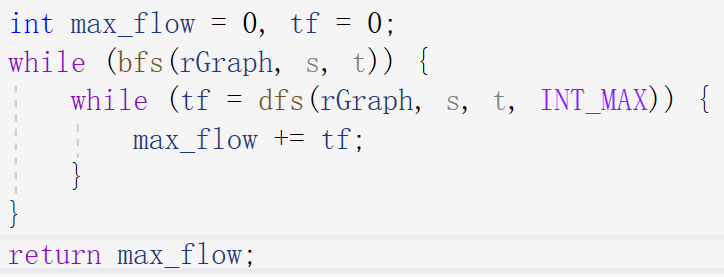 int max_flow = 0, tf = 0;
while (bfs(rGraph, s, t)) {
    while (tf = dfs(rGraph, s, t, INT_MAX)) {
        max_flow += tf;
    }
}
return max_flow;